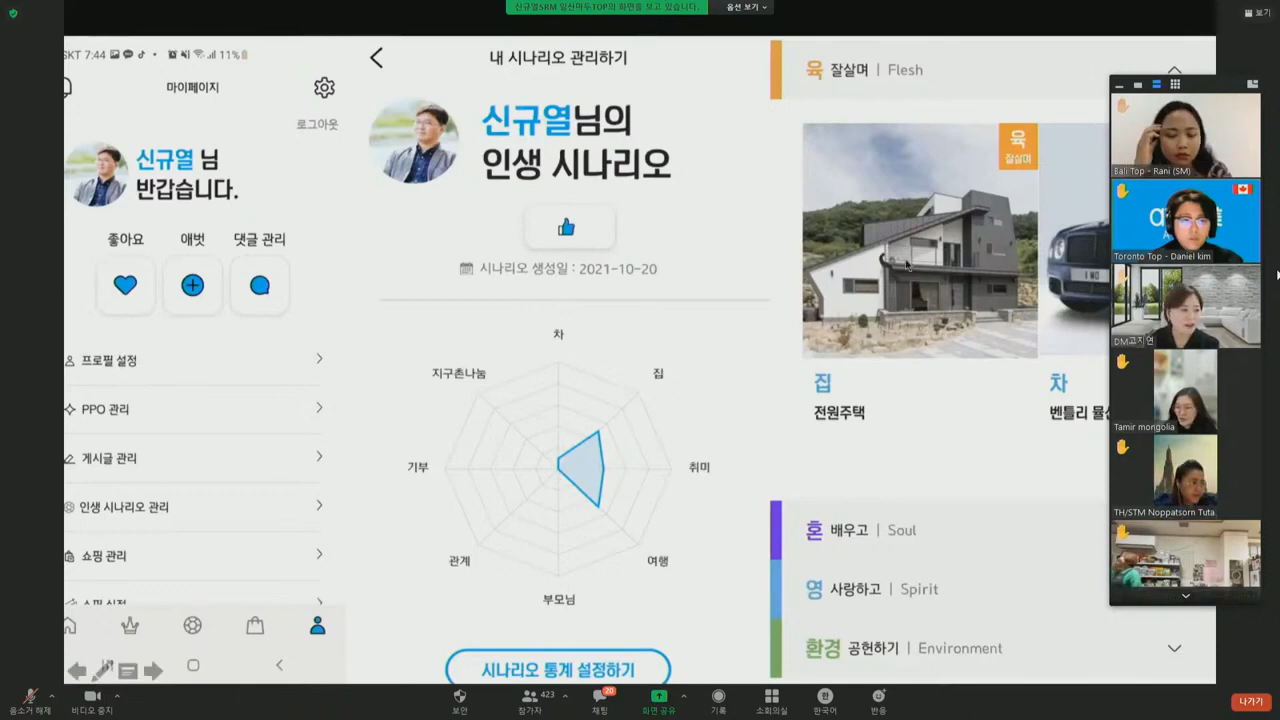 신규열SRM 일산마두TOP의 화면을 보고 있습니다.
옵션 보기
보기
SKT 7:44
11%
마이페이지
로그아웃
신규열 님
반갑습니다.
좋아요
애벗
댓글 관리
프로필 설정
PPO 관리
게시글 관리
인생 시나리오 관리
쇼핑 관리
내 시나리오 관리하기
신규열님의
인생 시나리오
시나리오 생성일 : 2021-10-20
차
지구촌나눔
집
기부
취미
관계
여행
부모님
시나리오 통계 설정하기
육 잘살며 | Flesh
육
잘살며
집
전원주택
차
벤틀리 뮬
혼 배우고 | Soul
영 사랑하고 | Spirit
환경 공헌하기 | Environment
Bali Top - Rani (SM)
Toronto Top - Daniel kim
DM고지연
Tamir mongolia
TH/STM Noppatsorn Tuta
음소거 해제
비디오 중지
보안
423
참가자
20
채팅
화면 공유
기록
소회의실
한국어
반응
나가기